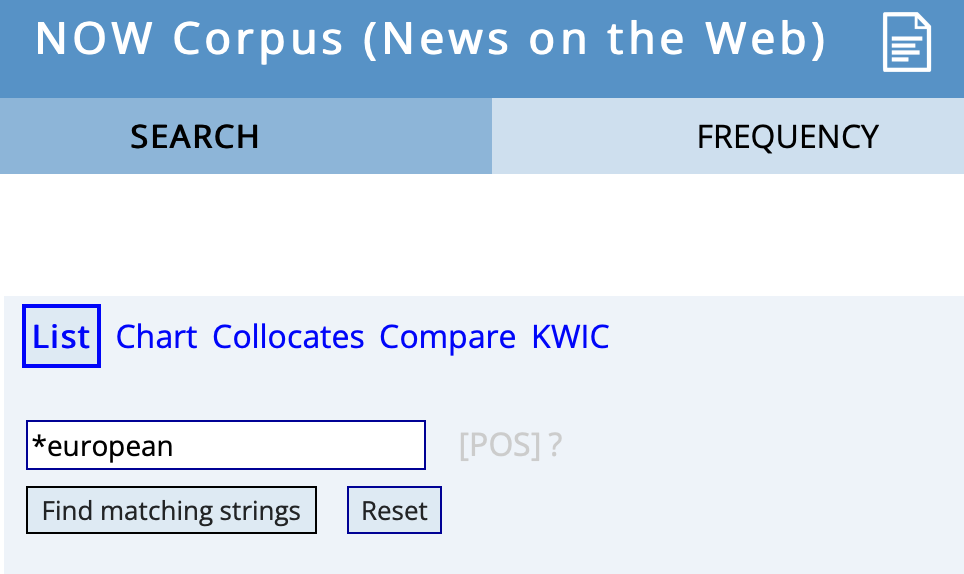 NOW Corpus (News on the Web)
SEARCH FREQUENCY
List Chart Collocates Compare KWIC
*european [POS] ?
Find matching strings Reset